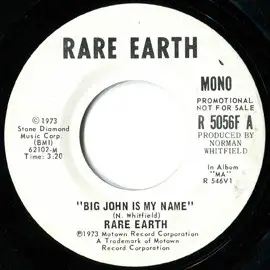 RARE EARTH
MONO
PROMOTIONAL
NOT FOR SALE
R 5056F A
PRODUCED BY
NORMAN
WHITFIELD
℗1973
Stone Diamond
Music Corp.
(BMI)
62102-M
Time: 3:20
In Album
"MA"
R 546V1
"BIG JOHN IS MY NAME"
(N. Whitfield)
RARE EARTH
℗1973 Motown Record Corporation
A Trademark of Motown
Record Corporation